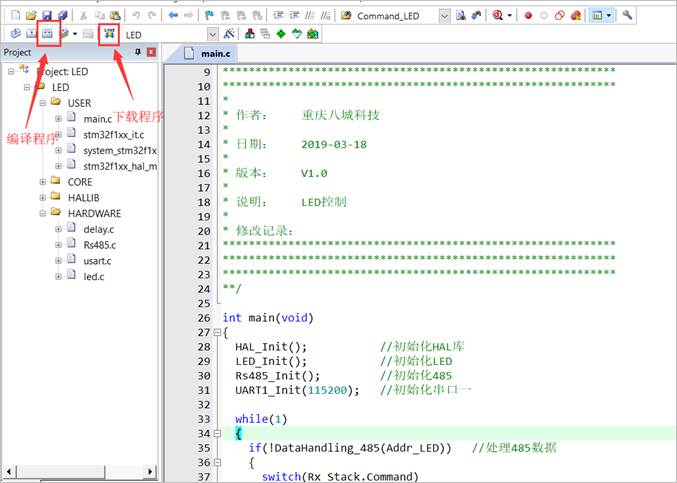 Command_LED
LOAD
LED
Project
main.c
Project: LED
LED
USER
main.c
stm32f1xx_it.c
system_stm32f1x
stm32f1xx_hal_m
CORE
HALLIB
HARDWARE
delay.c
Rs485.c
usart.c
led.c
编译程序
下载程序
9 ************************************************************
10 ************************************************************
11 *
12 * 作者: 重庆八城科技
13 *
14 * 日期: 2019-03-18
15 *
16 * 版本: V1.0
17 *
18 * 说明: LED控制
19 *
20 * 修改记录:
21 ************************************************************
22 ************************************************************
23 ************************************************************
24 **/
25
26 int main(void)
27 {
28 HAL_Init(); //初始化HAL库
29 LED_Init(); //初始化LED
30 Rs485_Init(); //初始化485
31 UART1_Init(115200); //初始化串口一
32
33 while(1)
34 {
35 if(!DataHandling_485(Addr_LED)) //处理485数据
36 {
37 switch(Rx_Stack.Command)